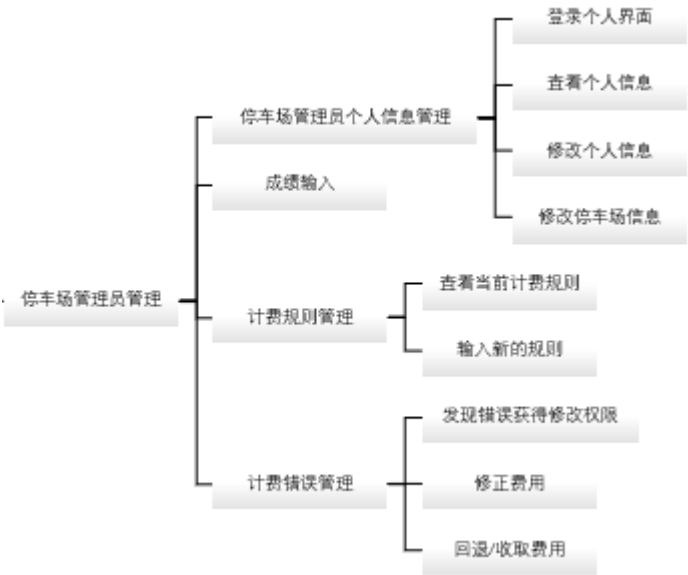 登录个人界面
查看个人信息
停车场管理员个人信息管理
修改个人信息
成绩输入
修改停车场信息
停车场管理员管理
查看当前计费规则
计费规则管理
输入新的规则
发现错误获得修改权限
计费错误管理
修正费用
回退/收取费用